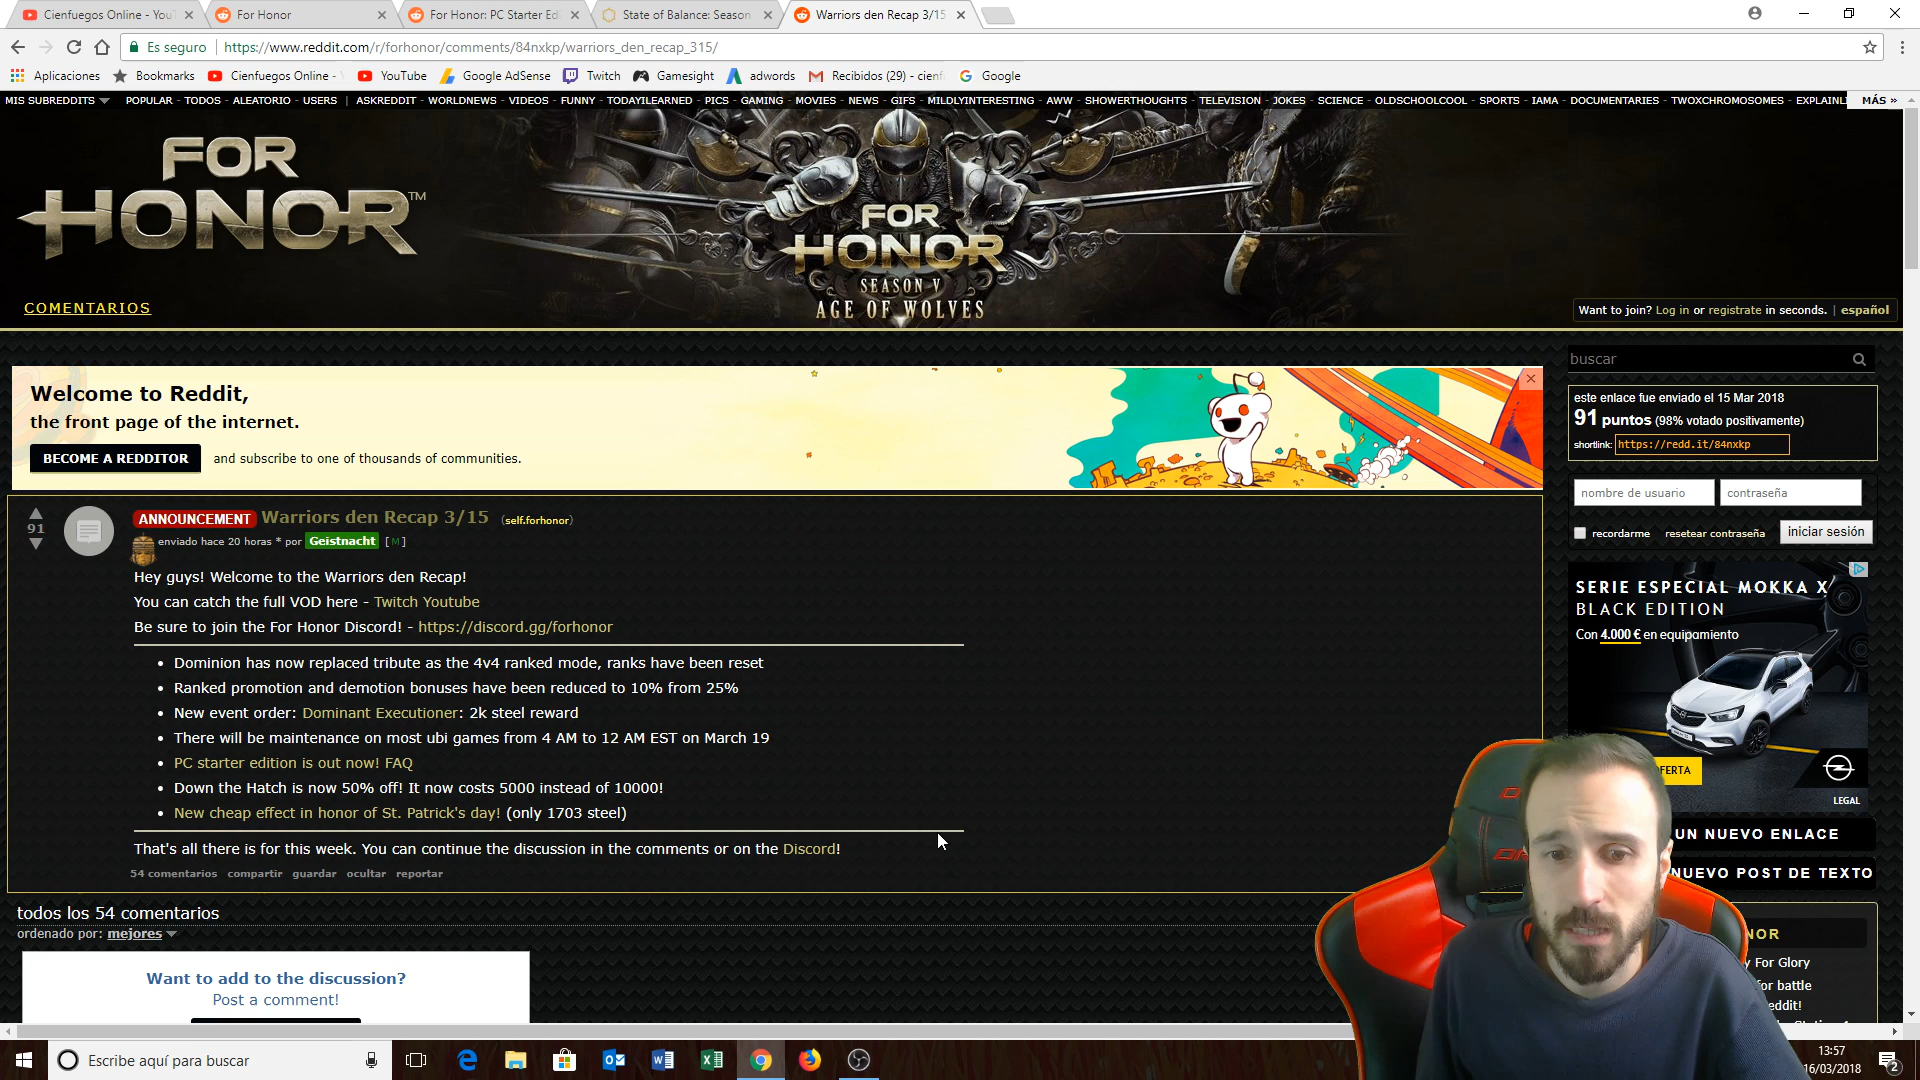 Cienfuegos Online - You
For Honor
For Honor: PC Starter Ed
State of Balance: Season
Warriors den Recap 3/15
Es seguro
https://www.reddit.com/r/forhonor/comments/84nxkp/warriors_den_recap_315/
Aplicaciones
Bookmarks
Cienfuegos Online -
YouTube
Google AdSense
Twitch
Gamesight
adwords
Recibidos (29) - cienf
Google
MIS SUBREDDITS
POPULAR - TODOS - ALEATORIO - USERS | ASKREDDIT - WORLDNEWS - VIDEOS - FUNNY - TODAYILEARNED - PICS - GAMING - MOVIES - NEWS - GIFS - MILDLYINTERESTING - AWW - SHOWERTHOUGHTS - TELEVISION - JOKES - SCIENCE - OLDSCHOOLCOOL - SPORTS - IAMA - DOCUMENTARIES - TWOXCHROMOSOMES - EXPLAINLI
MÁS »
FOR
HONOR™
FOR
HONOR
SEASON V
AGE OF WOLVES
COMENTARIOS
Want to join? Log in or registrate in seconds. | español
buscar
Welcome to Reddit,
the front page of the internet.
BECOME A REDDITOR
and subscribe to one of thousands of communities.
este enlace fue enviado el 15 Mar 2018
91 puntos (98% votado positivamente)
shortlink: https://redd.it/84nxkp
nombre de usuario
contraseña
recordarme
resetear contraseña
iniciar sesión
91
ANNOUNCEMENT Warriors den Recap 3/15 (self.forhonor)
enviado hace 20 horas * por Geistnacht [M]
Hey guys! Welcome to the Warriors den Recap!
You can catch the full VOD here - Twitch Youtube
Be sure to join the For Honor Discord! - https://discord.gg/forhonor
• Dominion has now replaced tribute as the 4v4 ranked mode, ranks have been reset
• Ranked promotion and demotion bonuses have been reduced to 10% from 25%
• New event order: Dominant Executioner: 2k steel reward
• There will be maintenance on most ubi games from 4 AM to 12 AM EST on March 19
• PC starter edition is out now! FAQ
• Down the Hatch is now 50% off! It now costs 5000 instead of 10000!
• New cheap effect in honor of St. Patrick's day! (only 1703 steel)
That's all there is for this week. You can continue the discussion in the comments or on the Discord!
54 comentarios compartir guardar ocultar reportar
SERIE ESPECIAL MOKKA X
BLACK EDITION
Con 4.000 € en equipamiento
FERTA
LEGAL
UN NUEVO ENLACE
NUEVO POST DE TEXTO
NOR
y For Glory
for battle
eddit!
todos los 54 comentarios
ordenado por: mejores
Want to add to the discussion?
Post a comment!
Escribe aquí para buscar
13:57
16/03/2018
2